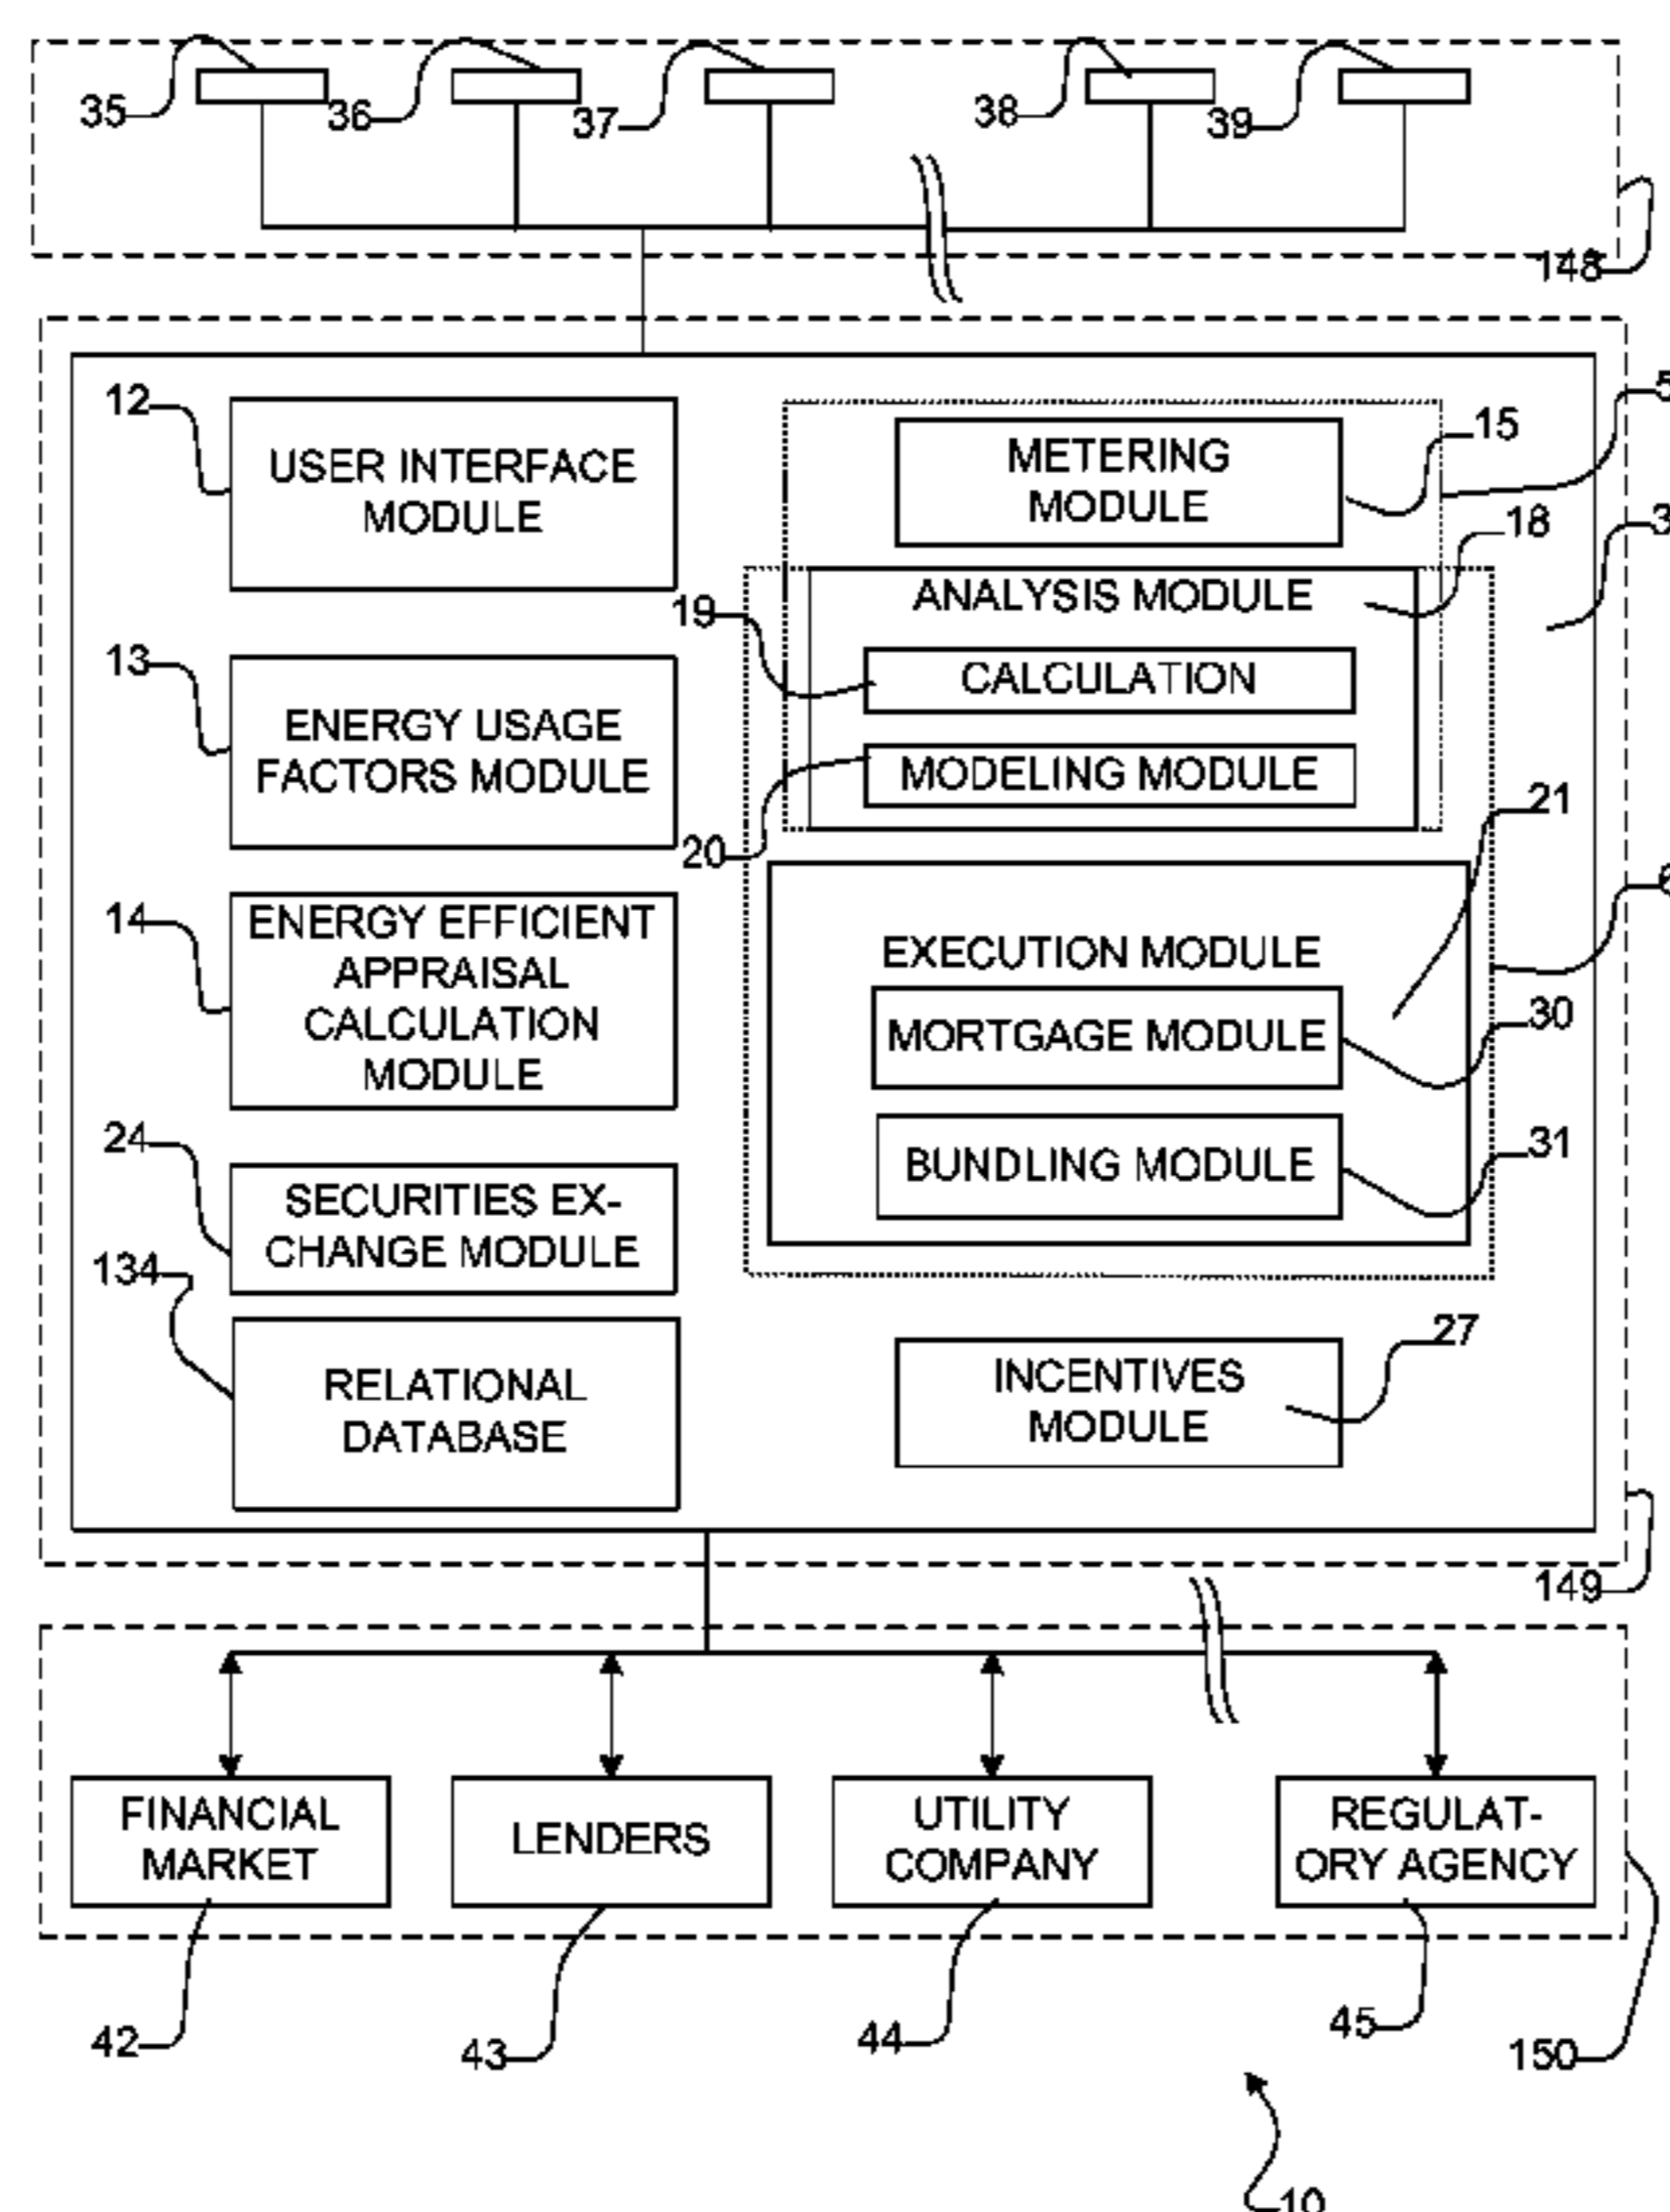 35
36
37
38
39
148
12
USER INTERFACE
MODULE
METERING
MODULE
15
5
18
3
ANALYSIS MODULE
19
CALCULATION
13
ENERGY USAGE
FACTORS MODULE
MODELING MODULE
20
21
14
ENERGY EFFICIENT
APPRAISAL
CALCULATION
MODULE
EXECUTION MODULE
MORTGAGE MODULE
30
BUNDLING MODULE
31
24
SECURITIES EX-
CHANGE MODULE
134
RELATIONAL
DATABASE
INCENTIVES
MODULE
27
149
FINANCIAL
MARKET
LENDERS
UTILITY
COMPANY
REGULAT-
ORY AGENCY
42
43
44
45
150
10